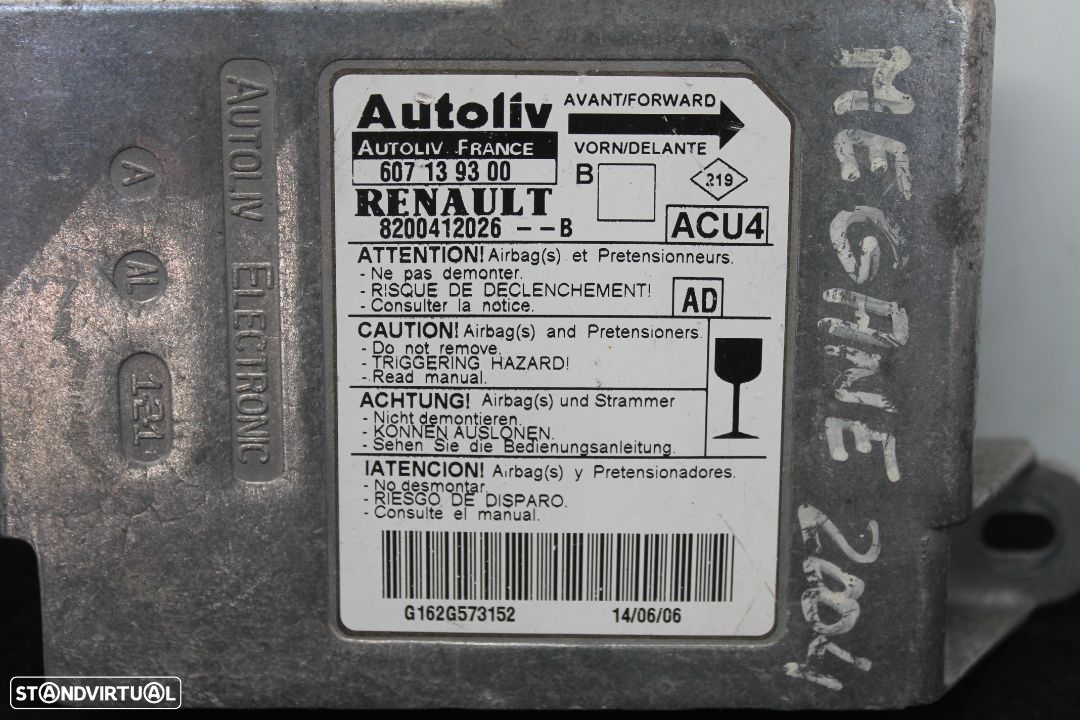 AUTOLIV ELECTRONIC
A
AL
121
Autoliv
AUTOLIV FRANCE
607 13 93 00
RENAULT
8200412026 - - B
AVANT/FORWARD
VORN/DELANTE
B
219
ACU4
ATTENTION! Airbag(s) et Pretensionneurs.
- Ne pas demonter.
- RISQUE DE DECLENCHEMENT!
- Consulter la notice.
AD
CAUTION! Airbag(s) and Pretensioners.
- Do not remove.
- TRIGGERING HAZARD!
- Read manual.
ACHTUNG! Airbag(s) und Strammer
- Nicht demontieren.
- KONNEN AUSLONEN.
- Sehen Sie die Bedienungsanleitung.
IATENCION! Airbag(s) y Pretensionadores.
- No desmontar.
- RIESGO DE DISPARO.
- Consulte el manual.
G162G573152
14/06/06
MEGANE 2004
STANDVIRTUAL